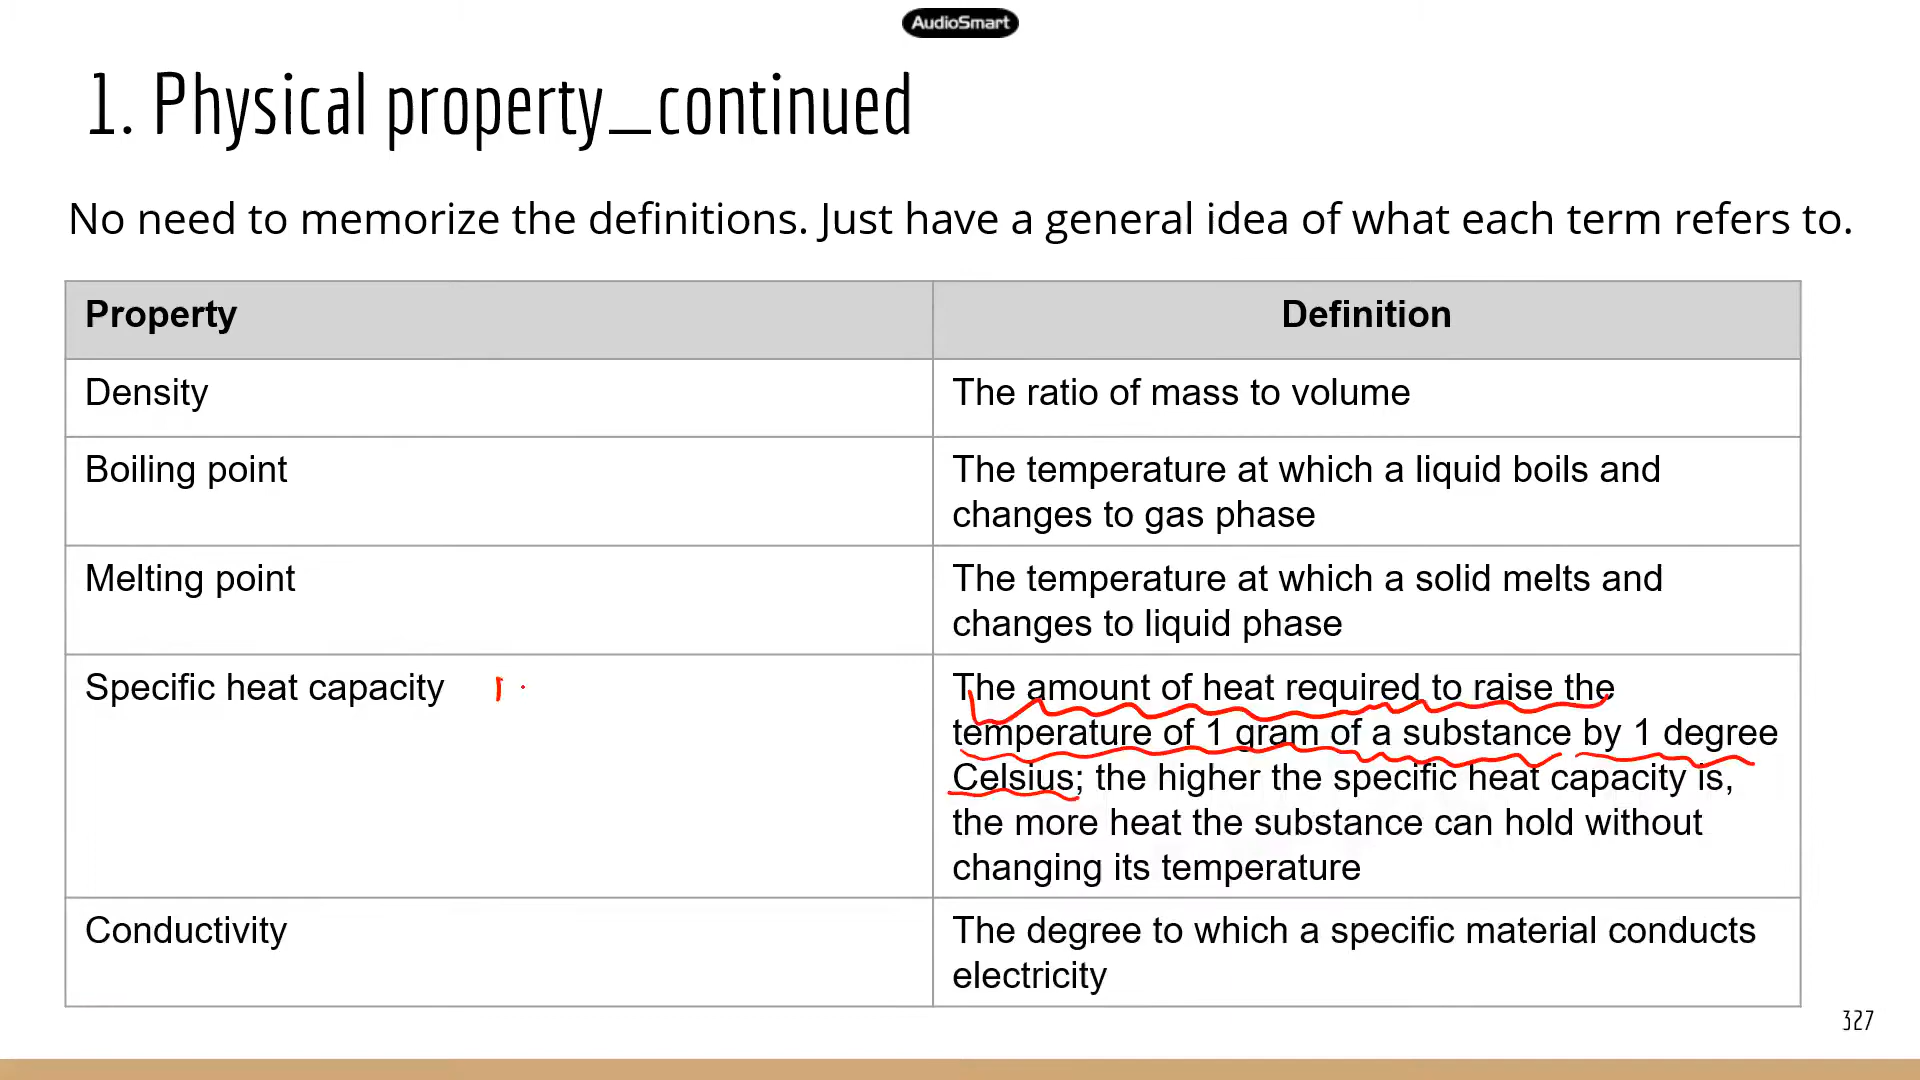 AudioSmart
1. Physical property_continued
No need to memorize the definitions. Just have a general idea of what each term refers to.
Property
Definition
Density
The ratio of mass to volume
Boiling point
The temperature at which a liquid boils and
changes to gas phase
Melting point
The temperature at which a solid melts and
changes to liquid phase
Specific heat capacity
The amount of heat required to raise the
temperature of 1 gram of a substance by 1 degree
Celsius; the higher the specific heat capacity is,
the more heat the substance can hold without
changing its temperature
Conductivity
The degree to which a specific material conducts
electricity
327